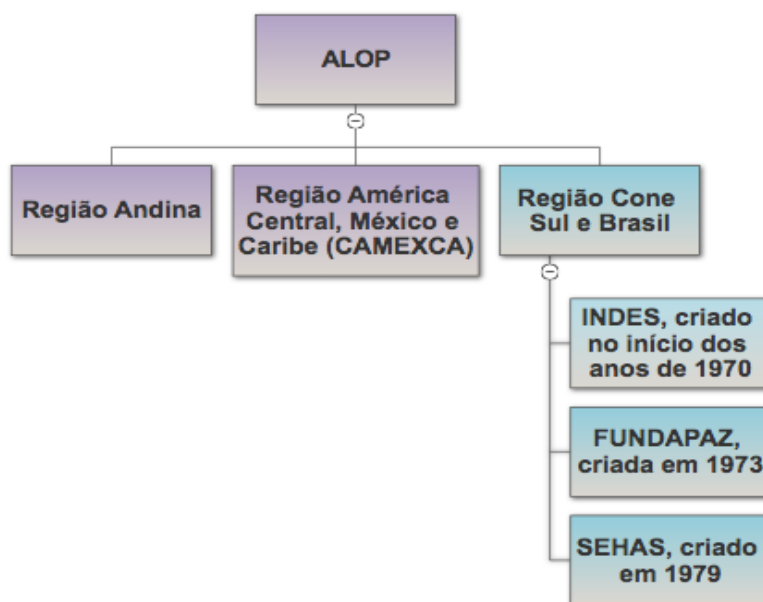 ALOP
Região Andina
Região América
Central, México e
Caribe (CAMEXCA)
Região Cone
Sul e Brasil
INDES, criado
no início dos
anos de 1970
FUNDAPAZ,
criada em 1973
SEHAS, criado
em 1979